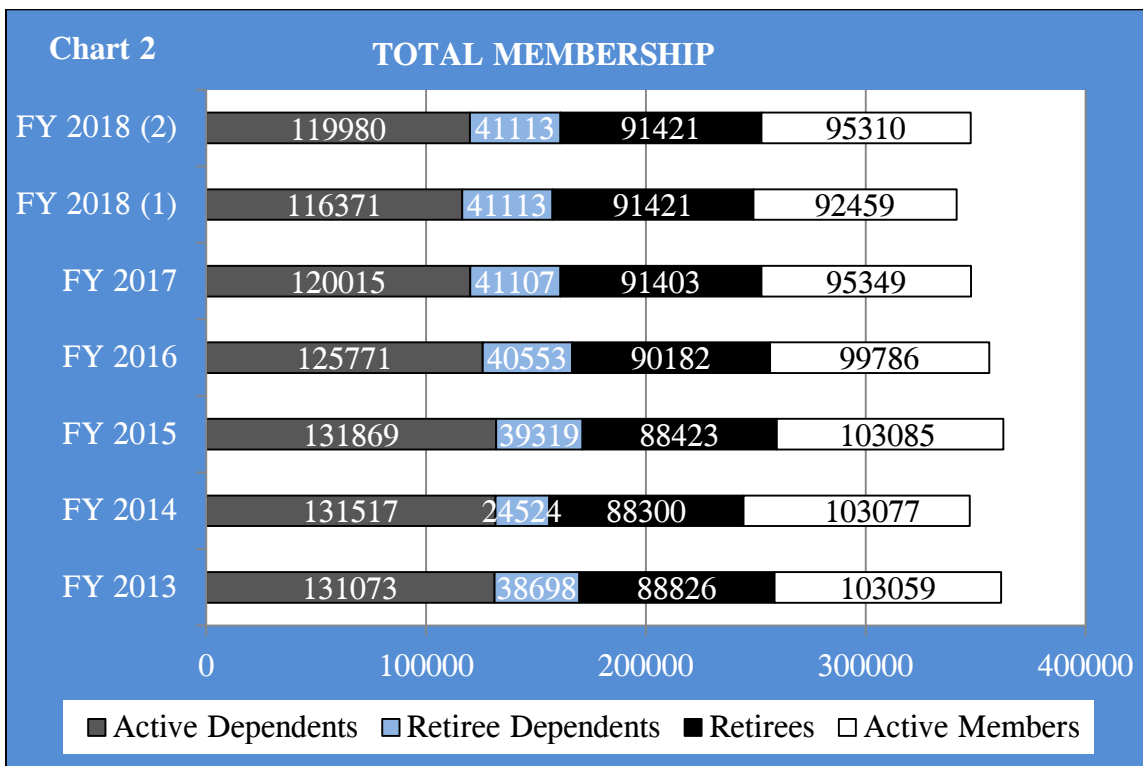 Chart 2
TOTAL MEMBERSHIP
FY 2018 (2) 119980 41113 91421 95310
FY 2018 (1) 116371 41113 91421 92459
FY 2017 120015 41107 91403 95349
FY 2016 125771 40553 90182 99786
FY 2015 131869 39319 88423 103085
FY 2014 131517 24524 88300 103077
FY 2013 131073 38698 88826 103059
0 100000 200000 300000 400000
Active Dependents Retiree Dependents Retirees Active Members